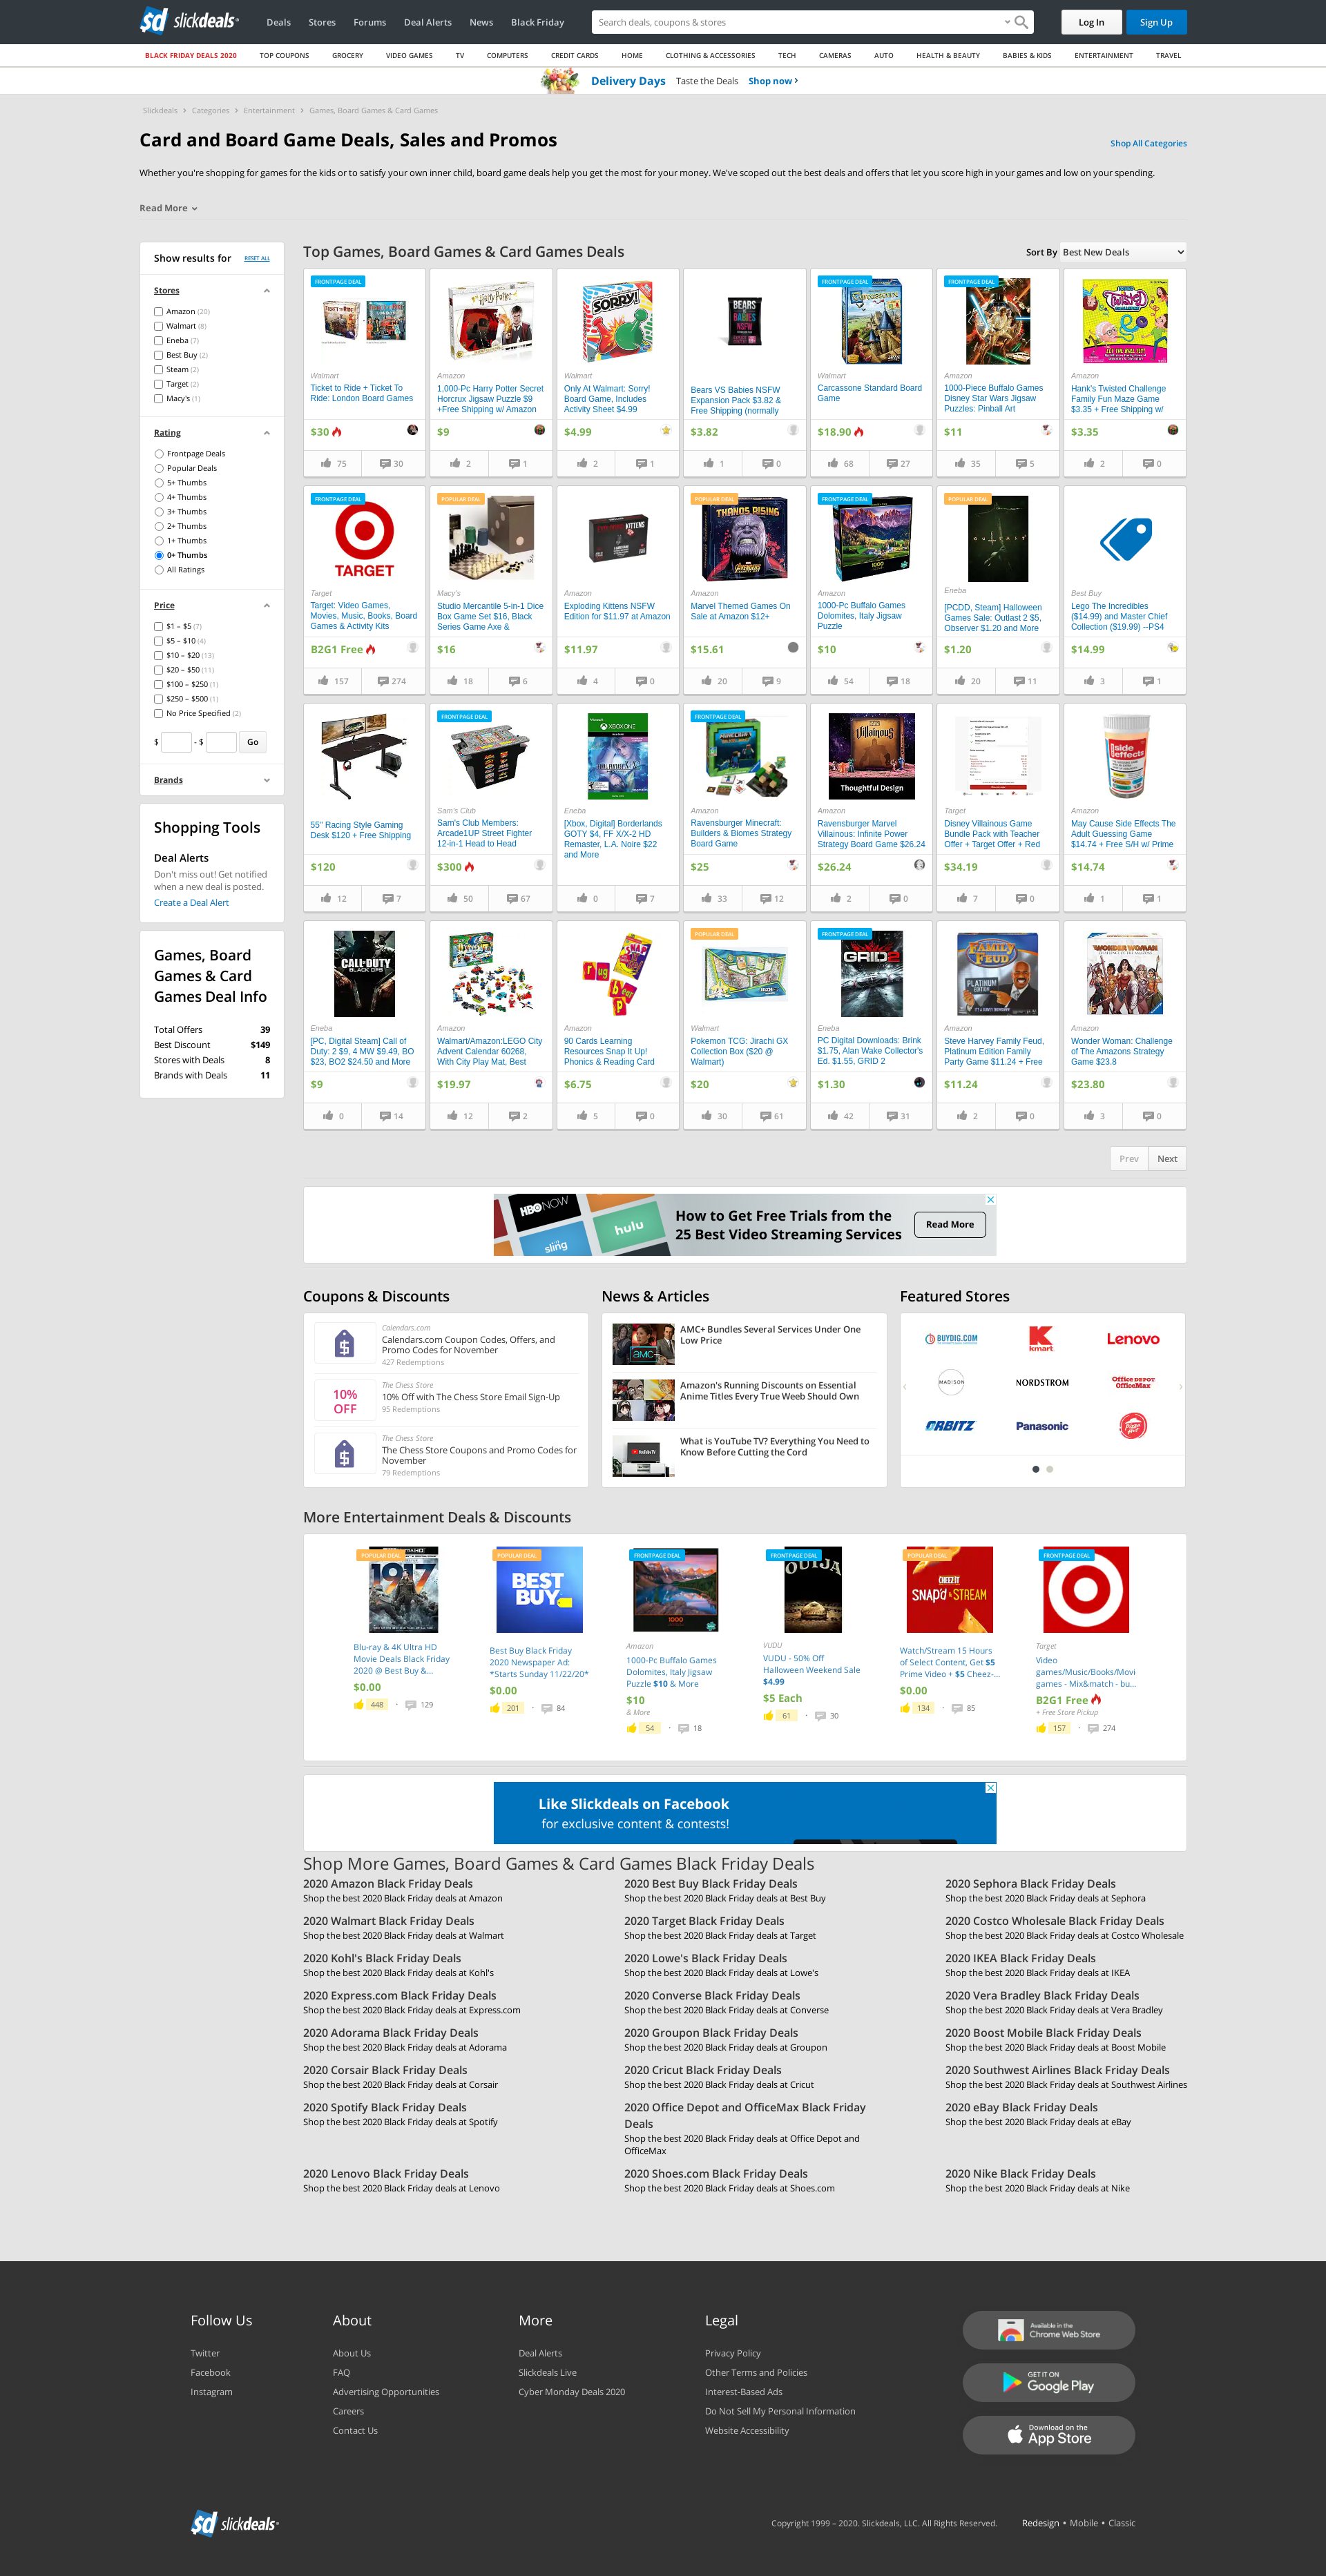 slickdeals
Deals
Stores
Forums
Deal Alerts
News
Black Friday
Search deals, coupons & stores
Log In
Sign Up
BLACK FRIDAY DEALS 2020
TOP COUPONS
GROCERY
VIDEO GAMES
TV
COMPUTERS
CREDIT CARDS
HOME
CLOTHING & ACCESSORIES
TECH
CAMERAS
AUTO
HEALTH & BEAUTY
BABIES & KIDS
ENTERTAINMENT
TRAVEL
Delivery Days Taste the Deals Shop now ›
Slickdeals › Categories › Entertainment › Games, Board Games & Card Games
Card and Board Game Deals, Sales and Promos
Shop All Categories
Whether you're shopping for games for the kids or to satisfy your own inner child, board game deals help you get the most for your money. We've scoped out the best deals and offers that let you score high in your games and low on your spending.
Read More
Show results for
RESET ALL
Stores
Amazon (20)
Walmart (8)
Eneba (7)
Best Buy (2)
Steam (2)
Target (2)
Macy's (1)
Rating
Frontpage Deals
Popular Deals
5+ Thumbs
4+ Thumbs
3+ Thumbs
2+ Thumbs
1+ Thumbs
0+ Thumbs
All Ratings
Price
$1 – $5 (7)
$5 – $10 (4)
$10 – $20 (13)
$20 – $50 (11)
$100 – $250 (1)
$250 – $500 (1)
No Price Specified (2)
$ - $ Go
Brands
Shopping Tools
Deal Alerts
Don't miss out! Get notified
when a new deal is posted.
Create a Deal Alert
Games, Board
Games & Card
Games Deal Info
Total Offers 39
Best Discount $149
Stores with Deals 8
Brands with Deals 11
Top Games, Board Games & Card Games Deals
Sort By Best New Deals
FRONTPAGE DEAL
Walmart
Ticket to Ride + Ticket To
Ride: London Board Games
$30
75 30
Amazon
1,000-Pc Harry Potter Secret
Horcrux Jigsaw Puzzle $9
+Free Shipping w/ Amazon
$9
2 1
SORRY!
Walmart
Only At Walmart: Sorry!
Board Game, Includes
Activity Sheet $4.99
$4.99
2 1
BEARS
BABIES
NSFW
Bears VS Babies NSFW
Expansion Pack $3.82 &
Free Shipping (normally
$3.82
1 0
FRONTPAGE DEAL
Walmart
Carcassonne Standard Board
Game
$18.90
68 27
FRONTPAGE DEAL
Amazon
1000-Piece Buffalo Games
Disney Star Wars Jigsaw
Puzzles: Pinball Art
$11
35 5
Twisted
Amazon
Hank's Twisted Challenge
Family Fun Maze Game
$3.35 + Free Shipping w/
$3.35
2 0
FRONTPAGE DEAL
TARGET
Target
Target: Video Games,
Movies, Music, Books, Board
Games & Activity Kits
B2G1 Free
157 274
POPULAR DEAL
Macy's
Studio Mercantile 5-in-1 Dice
Box Game Set $16, Black
Series Game Axe &
$16
18 6
KITTENS
Amazon
Exploding Kittens NSFW
Edition for $11.97 at Amazon
$11.97
4 0
POPULAR DEAL
THANOS RISING
Amazon
Marvel Themed Games On
Sale at Amazon $12+
$15.61
20 9
FRONTPAGE DEAL
1000
Amazon
1000-Pc Buffalo Games
Dolomites, Italy Jigsaw
Puzzle
$10
54 18
POPULAR DEAL
OUTLAST
Eneba
[PCDD, Steam] Halloween
Games Sale: Outlast 2 $5,
Observer $1.20 and More
$1.20
20 11
Best Buy
Lego The Incredibles
($14.99) and Master Chief
Collection ($19.99) --PS4
$14.99
3 1
55" Racing Style Gaming
Desk $120 + Free Shipping
$120
12 7
FRONTPAGE DEAL
Sam's Club
Sam's Club Members:
Arcade1UP Street Fighter
12-in-1 Head to Head
$300
50 67
XBOX ONE
Eneba
[Xbox, Digital] Borderlands
GOTY $4, FF X/X-2 HD
Remaster, L.A. Noire $22
and More
0 7
FRONTPAGE DEAL
MINECRAFT
Amazon
Ravensburger Minecraft:
Builders & Biomes Strategy
Board Game
$25
33 12
Villainous
Thoughtful Design
Amazon
Ravensburger Marvel
Villainous: Infinite Power
Strategy Board Game $26.24
$26.24
2 0
Target
Disney Villainous Game
Bundle Pack with Teacher
Offer + Target Offer + Red
$34.19
7 0
side
effects
Amazon
May Cause Side Effects The
Adult Guessing Game
$14.74 + Free S/H w/ Prime
$14.74
1 1
CALL OF DUTY
BLACK OPS
Eneba
[PC, Digital Steam] Call of
Duty: 2 $9, 4 MW $9.49, BO
$23, BO2 $24.50 and More
$9
0 14
Amazon
Walmart/Amazon:LEGO City
Advent Calendar 60268,
With City Play Mat, Best
$19.97
12 2
SNAP
r ug
b
p
Amazon
90 Cards Learning
Resources Snap It Up!
Phonics & Reading Card
$6.75
5 0
POPULAR DEAL
Walmart
Pokemon TCG: Jirachi GX
Collection Box ($20 @
Walmart)
$20
30 61
FRONTPAGE DEAL
GRID2
Eneba
PC Digital Downloads: Brink
$1.75, Alan Wake Collector's
Ed. $1.55, GRID 2
$1.30
42 31
FAMILY
FEUD
PLATINUM
EDITION
Amazon
Steve Harvey Family Feud,
Platinum Edition Family
Party Game $11.24 + Free
$11.24
2 0
WONDER WOMAN
Amazon
Wonder Woman: Challenge
of The Amazons Strategy
Game $23.8
$23.80
3 0
Prev Next
HBO NOW
hulu
sling
How to Get Free Trials from the
25 Best Video Streaming Services
Read More
Coupons & Discounts
Calendars.com
Calendars.com Coupon Codes, Offers, and
Promo Codes for November
427 Redemptions
10%
OFF
The Chess Store
10% Off with The Chess Store Email Sign-Up
95 Redemptions
The Chess Store
The Chess Store Coupons and Promo Codes for
November
79 Redemptions
News & Articles
amc+
AMC+ Bundles Several Services Under One
Low Price
Amazon's Running Discounts on Essential
Anime Titles Every True Weeb Should Own
YouTube TV
What is YouTube TV? Everything You Need to
Know Before Cutting the Cord
Featured Stores
BUYDIG.COM
kmart
Lenovo
MADISON
NORDSTROM
Office DEPOT
OfficeMax
ORBITZ
Panasonic
Pizza Hut
More Entertainment Deals & Discounts
POPULAR DEAL
1917
Blu-ray & 4K Ultra HD
Movie Deals Black Friday
2020 @ Best Buy &...
$0.00
448 · 129
POPULAR DEAL
BEST
BUY
Best Buy Black Friday
2020 Newspaper Ad:
*Starts Sunday 11/22/20*
$0.00
201 · 84
FRONTPAGE DEAL
1000
Amazon
1000-Pc Buffalo Games
Dolomites, Italy Jigsaw
Puzzle $10 & More
$10
& More
54 · 18
FRONTPAGE DEAL
OUIJA
VUDU
VUDU - 50% Off
Halloween Weekend Sale
$4.99
$5 Each
61 · 30
POPULAR DEAL
CHEEZ-IT
SNAP'd & STREAM
Watch/Stream 15 Hours
of Select Content, Get $5
Prime Video + $5 Cheez-...
$0.00
134 · 85
FRONTPAGE DEAL
Target
Video
games/Music/Books/Movi
games - Mix&match - bu...
B2G1 Free
+ Free Store Pickup
157 · 274
Like Slickdeals on Facebook
for exclusive content & contests!
Shop More Games, Board Games & Card Games Black Friday Deals
2020 Amazon Black Friday Deals
Shop the best 2020 Black Friday deals at Amazon
2020 Best Buy Black Friday Deals
Shop the best 2020 Black Friday deals at Best Buy
2020 Sephora Black Friday Deals
Shop the best 2020 Black Friday deals at Sephora
2020 Walmart Black Friday Deals
Shop the best 2020 Black Friday deals at Walmart
2020 Target Black Friday Deals
Shop the best 2020 Black Friday deals at Target
2020 Costco Wholesale Black Friday Deals
Shop the best 2020 Black Friday deals at Costco Wholesale
2020 Kohl's Black Friday Deals
Shop the best 2020 Black Friday deals at Kohl's
2020 Lowe's Black Friday Deals
Shop the best 2020 Black Friday deals at Lowe's
2020 IKEA Black Friday Deals
Shop the best 2020 Black Friday deals at IKEA
2020 Express.com Black Friday Deals
Shop the best 2020 Black Friday deals at Express.com
2020 Converse Black Friday Deals
Shop the best 2020 Black Friday deals at Converse
2020 Vera Bradley Black Friday Deals
Shop the best 2020 Black Friday deals at Vera Bradley
2020 Adorama Black Friday Deals
Shop the best 2020 Black Friday deals at Adorama
2020 Groupon Black Friday Deals
Shop the best 2020 Black Friday deals at Groupon
2020 Boost Mobile Black Friday Deals
Shop the best 2020 Black Friday deals at Boost Mobile
2020 Corsair Black Friday Deals
Shop the best 2020 Black Friday deals at Corsair
2020 Cricut Black Friday Deals
Shop the best 2020 Black Friday deals at Cricut
2020 Southwest Airlines Black Friday Deals
Shop the best 2020 Black Friday deals at Southwest Airlines
2020 Spotify Black Friday Deals
Shop the best 2020 Black Friday deals at Spotify
2020 Office Depot and OfficeMax Black Friday
Deals
Shop the best 2020 Black Friday deals at Office Depot and
OfficeMax
2020 eBay Black Friday Deals
Shop the best 2020 Black Friday deals at eBay
2020 Lenovo Black Friday Deals
Shop the best 2020 Black Friday deals at Lenovo
2020 Shoes.com Black Friday Deals
Shop the best 2020 Black Friday deals at Shoes.com
2020 Nike Black Friday Deals
Shop the best 2020 Black Friday deals at Nike
Follow Us
Twitter
Facebook
Instagram
About
About Us
FAQ
Advertising Opportunities
Careers
Contact Us
More
Deal Alerts
Slickdeals Live
Cyber Monday Deals 2020
Legal
Privacy Policy
Other Terms and Policies
Interest-Based Ads
Do Not Sell My Personal Information
Website Accessibility
Available in the
Chrome Web Store
GET IT ON
Google Play
Download on the
App Store
slickdeals
Copyright 1999 – 2020. Slickdeals, LLC. All Rights Reserved.
Redesign • Mobile • Classic